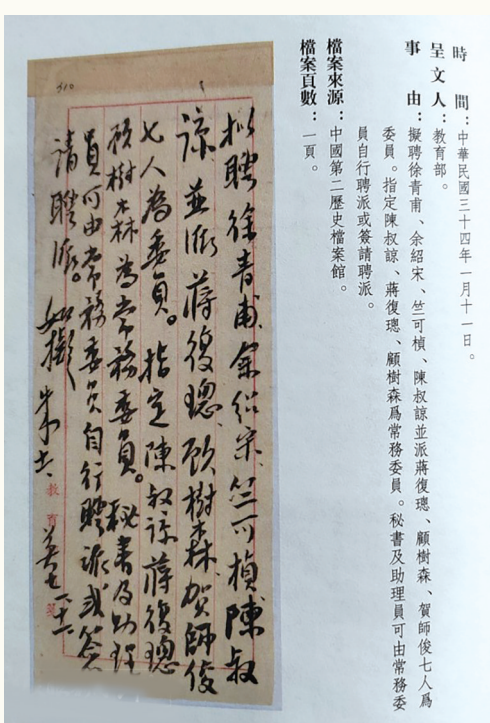 時間：中華民國三十四年一月十一日。
呈文人：教育部。
事由：擬聘徐青甫、余紹宋、竺可楨、陳叔諒並派蔣復璁、顧樹森、賀師俊七人爲
委員。指定陳叔諒、蔣復璁、顧樹森爲常務委員。秘書及助理員可由常務委
員自行聘派或簽請聘派。
檔案來源：中國第二歷史檔案館。
檔案頁數：一頁。
拟聘徐青甫、余绍宋、竺可楨、陳叔
諒、並派蔣復璁、顧樹森、賀師俊
七人為委員。指定陳叔諒、蔣復璁
顧樹森為常務委員。秘書及助理
員可由常務委員自行聘派或簽
請聘派。
如擬
教育